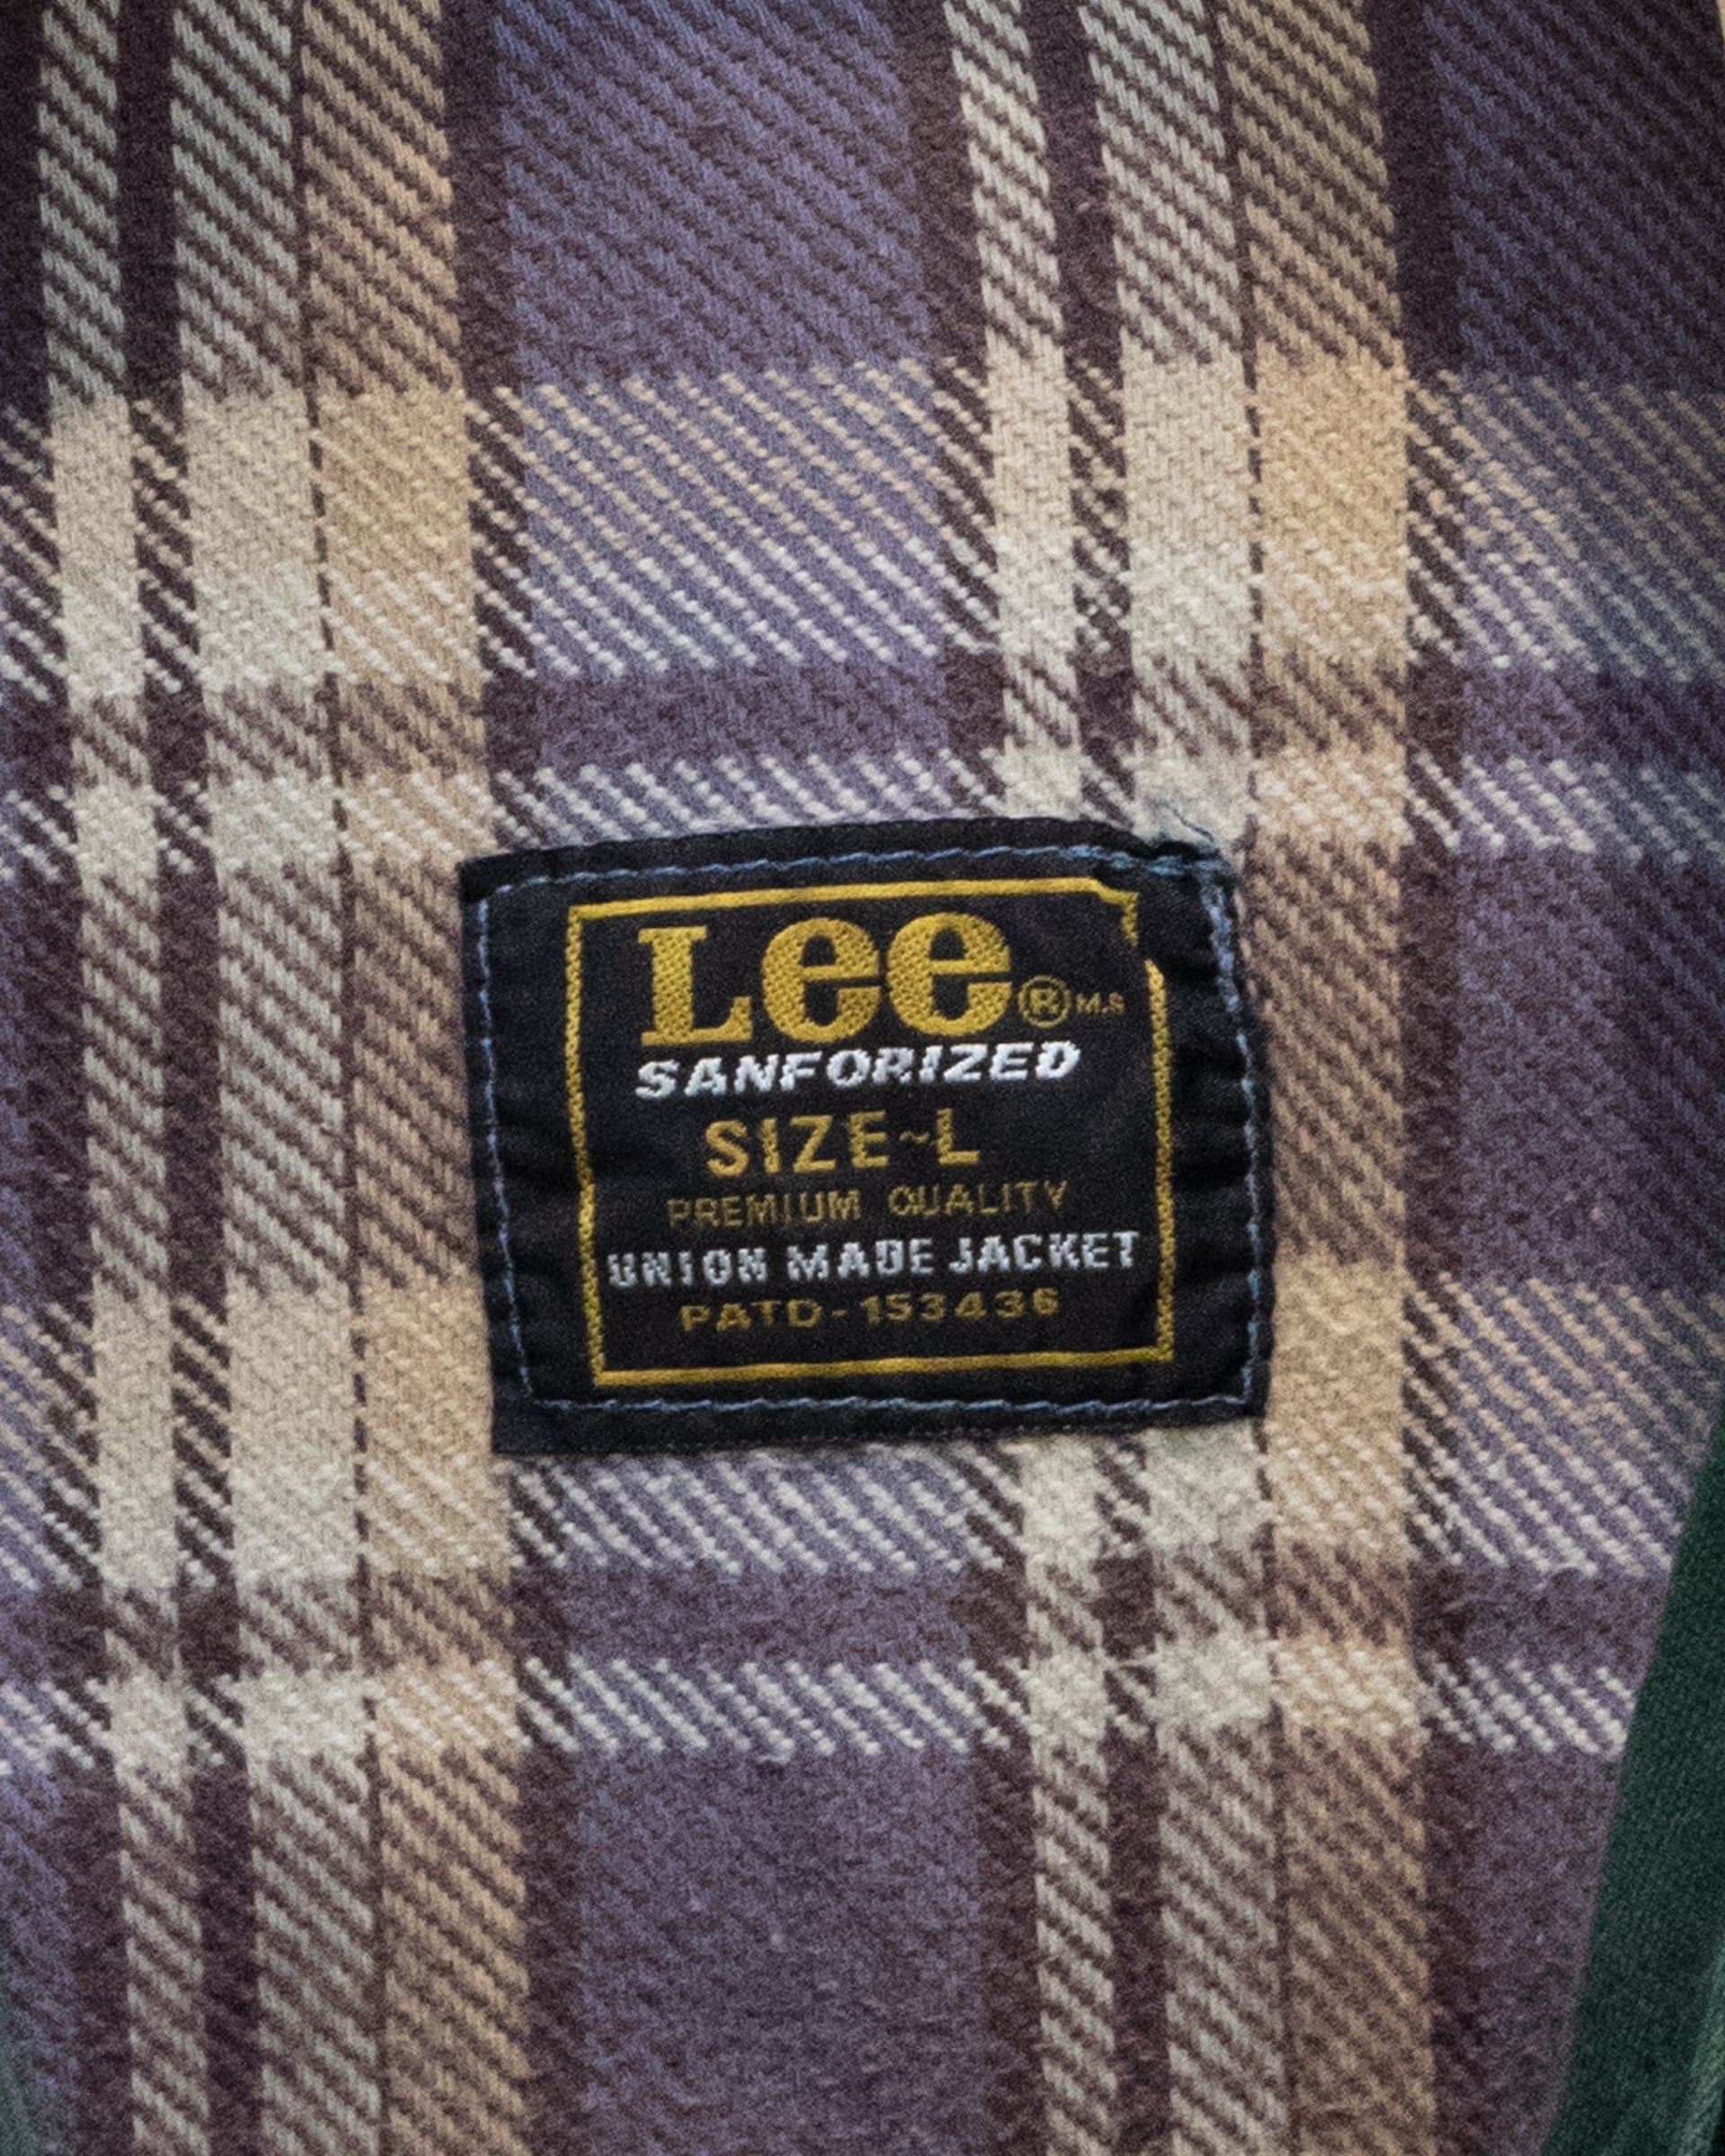 Lee® M.R
SANFORIZED
SIZE~L
PREMIUM QUALITY
UNION MADE JACKET
PATD-153436